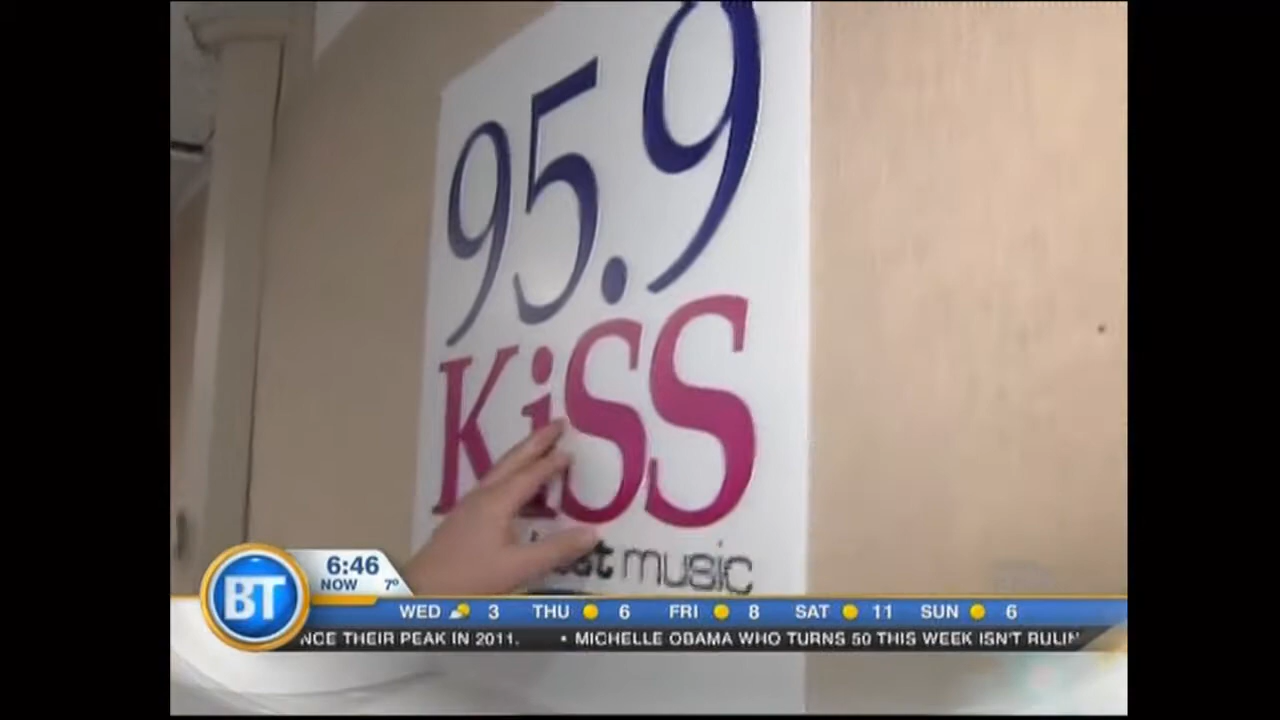 95.9
KiSS
music
BT
6:46
NOW 7°
WED 3 THU 6 FRI 8 SAT 11 SUN 6
NCE THEIR PEAK IN 2011. • MICHELLE OBAMA WHO TURNS 50 THIS WEEK ISN'T RULIN